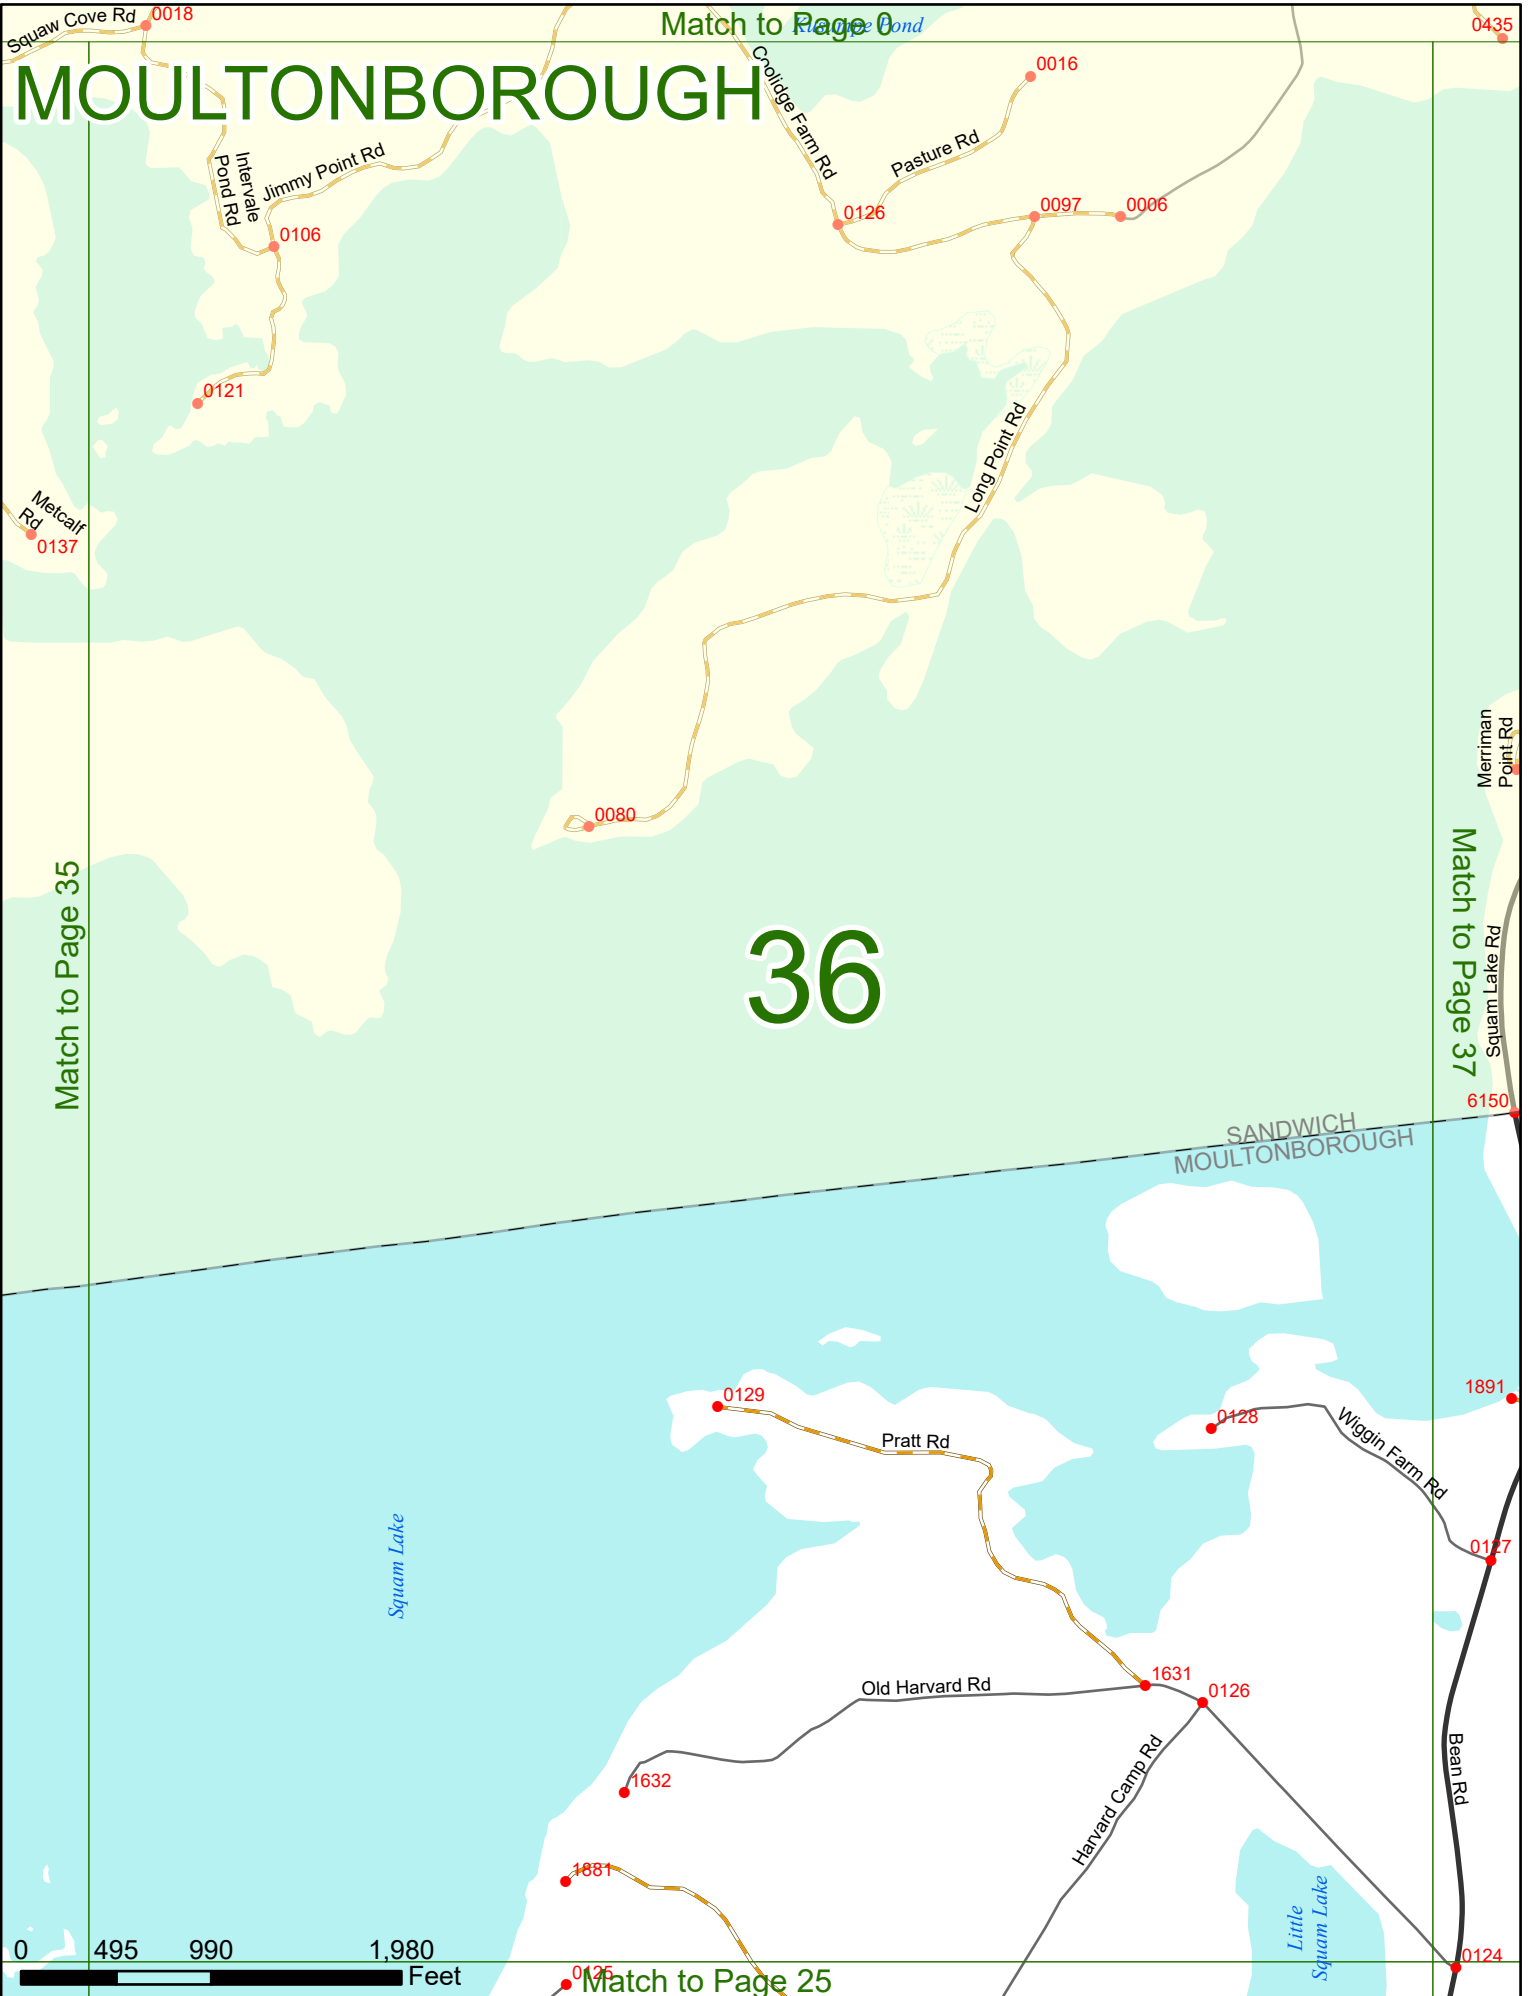 Squaw Cove Rd
0018
Match to Page 0
Kusumpe Pond
0435
MOULTONBOROUGH
Coolidge Farm Rd
0016
Pasture Rd
Intervale
Pond Rd
Jimmy Point Rd
0106
0126
0097
0006
0121
Long Point Rd
Metcalf
Rd
0137
Merriman
Point Rd
0080
Match to Page 35
36
Match to Page 37
Squam Lake Rd
6150
SANDWICH
MOULTONBOROUGH
0129
Pratt Rd
0128
Wiggin Farm Rd
1891
0127
Squam Lake
1631
0126
Old Harvard Rd
1632
Harvard Camp Rd
Bean Rd
1881
Little
Squam Lake
0124
0125
0 495 990 1,980
Feet
Match to Page 25